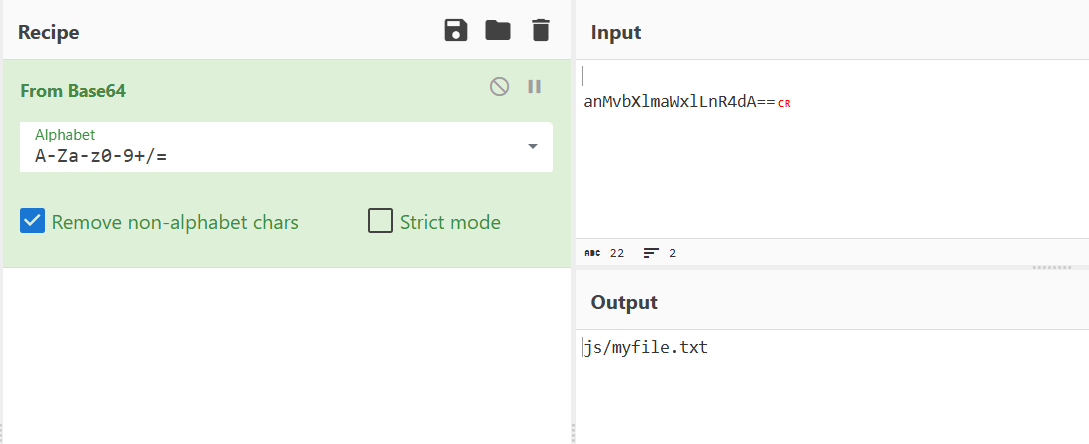 Recipe
From Base64
Alphabet
A-Za-z0-9+/=
Remove non-alphabet chars
Strict mode
Input
anMvbXlmaWxlLnR4dA==CR
ABC 22 2
Output
js/myfile.txt